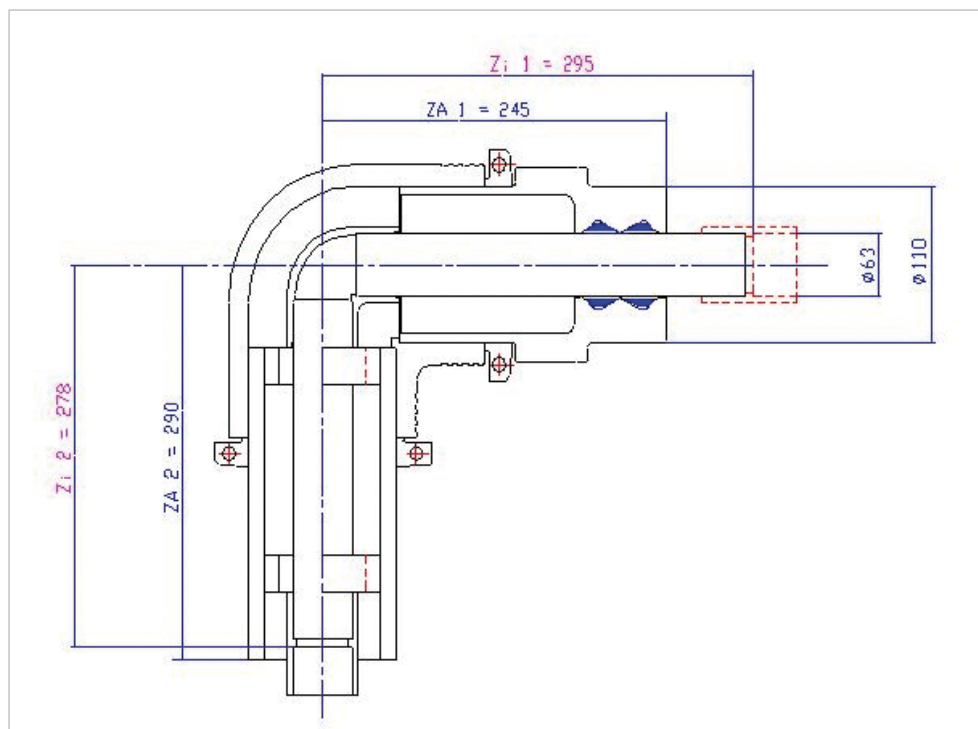 Zi 1 = 295
ZA 1 = 245
ø63
ø110
Zi 2 = 278
ZA 2 = 290